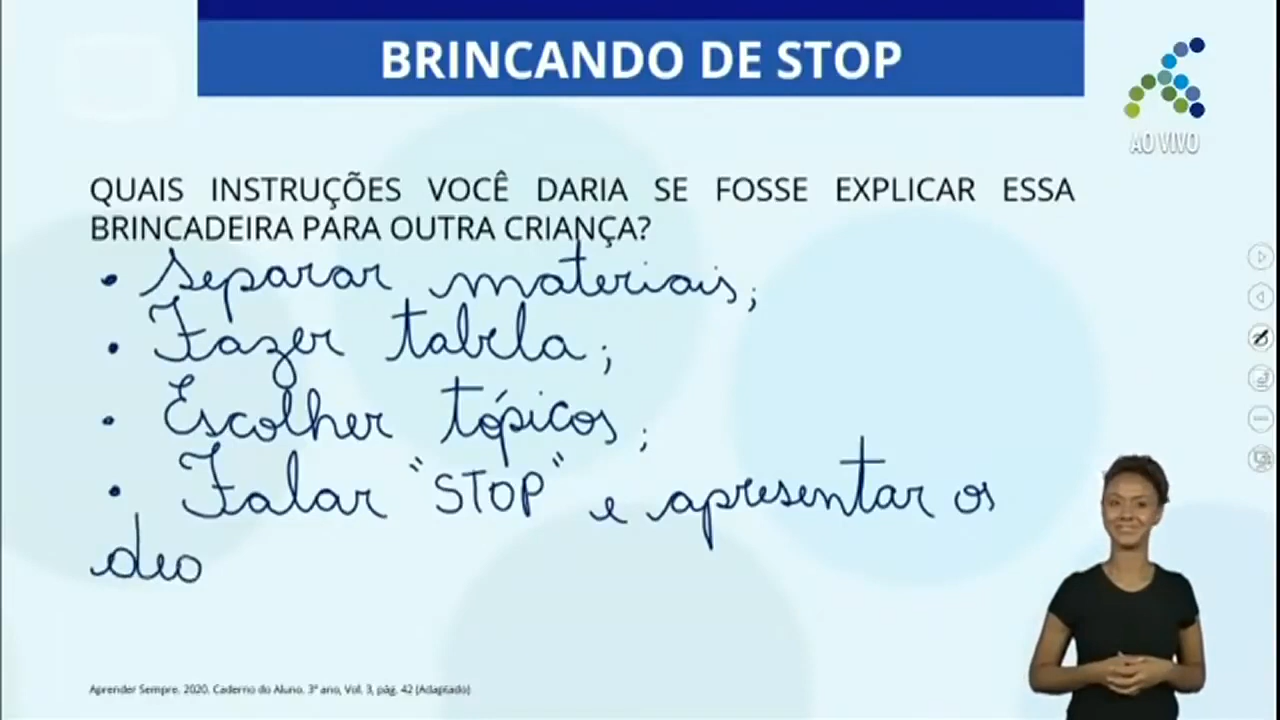 BRINCANDO DE STOP
AO VIVO
QUAIS INSTRUÇÕES VOCÊ DARIA SE FOSSE EXPLICAR ESSA
BRINCADEIRA PARA OUTRA CRIANÇA?
• Separar materiais;
• Fazer tabela;
• Escolher tópicos;
• Falar "STOP" e apresentar os
deo
Aprender Sempre, 2020. Caderno do Aluno. 3º ano, Vol. 3, pág. 42 (Adaptado)